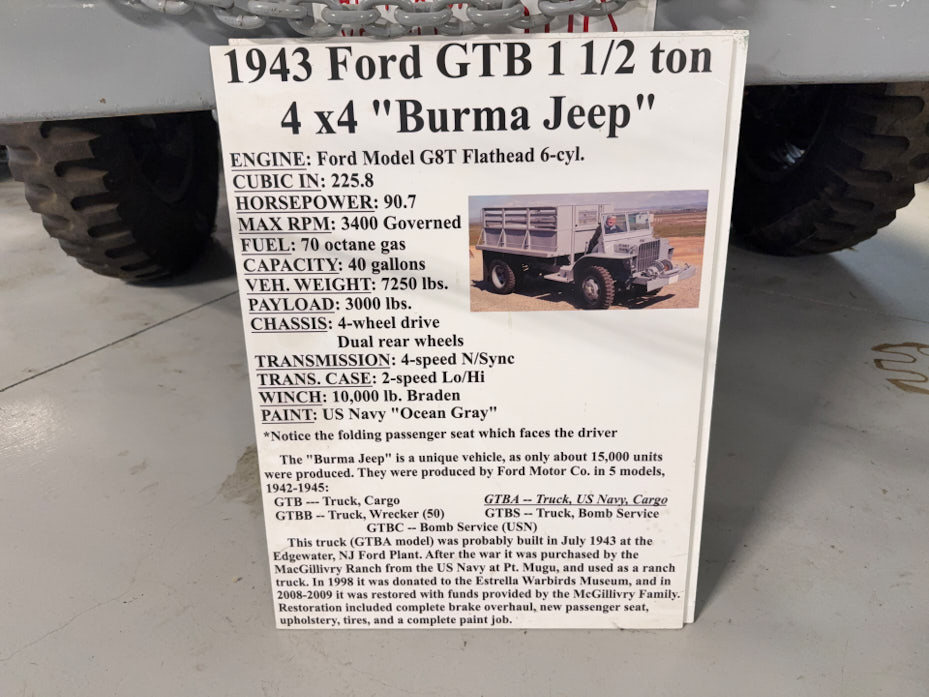 1943 Ford GTB 1 1/2 ton
4 x4 "Burma Jeep"
ENGINE: Ford Model G8T Flathead 6-cyl.
CUBIC IN: 225.8
HORSEPOWER: 90.7
MAX RPM: 3400 Governed
FUEL: 70 octane gas
CAPACITY: 40 gallons
VEH. WEIGHT: 7250 lbs.
PAYLOAD: 3000 lbs.
CHASSIS: 4-wheel drive
Dual rear wheels
TRANSMISSION: 4-speed N/Sync
TRANS. CASE: 2-speed Lo/Hi
WINCH: 10,000 lb. Braden
PAINT: US Navy "Ocean Gray"
*Notice the folding passenger seat which faces the driver
The "Burma Jeep" is a unique vehicle, as only about 15,000 units
were produced. They were produced by Ford Motor Co. in 5 models,
1942-1945:
GTB --- Truck, Cargo GTBA -- Truck, US Navy, Cargo
GTBB -- Truck, Wrecker (50) GTBS -- Truck, Bomb Service
GTBC -- Bomb Service (USN)
This truck (GTBA model) was probably built in July 1943 at the
Edgewater, NJ Ford Plant. After the war it was purchased by the
MacGillivry Ranch from the US Navy at Pt. Mugu, and used as a ranch
truck. In 1998 it was donated to the Estrella Warbirds Museum, and in
2008-2009 it was restored with funds provided by the McGillivry Family.
Restoration included complete brake overhaul, new passenger seat,
upholstery, tires, and a complete paint job.